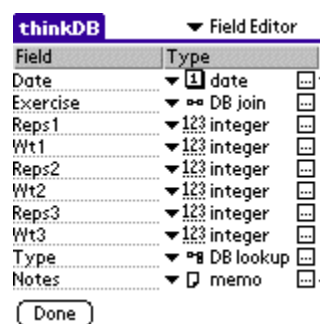 thinkDB Field Editor
Field Type
Date 1 date
Exercise DB join
Reps1 123 integer
Wt1 123 integer
Reps2 123 integer
Wt2 123 integer
Reps3 123 integer
Wt3 123 integer
Type DB lookup
Notes memo
Done